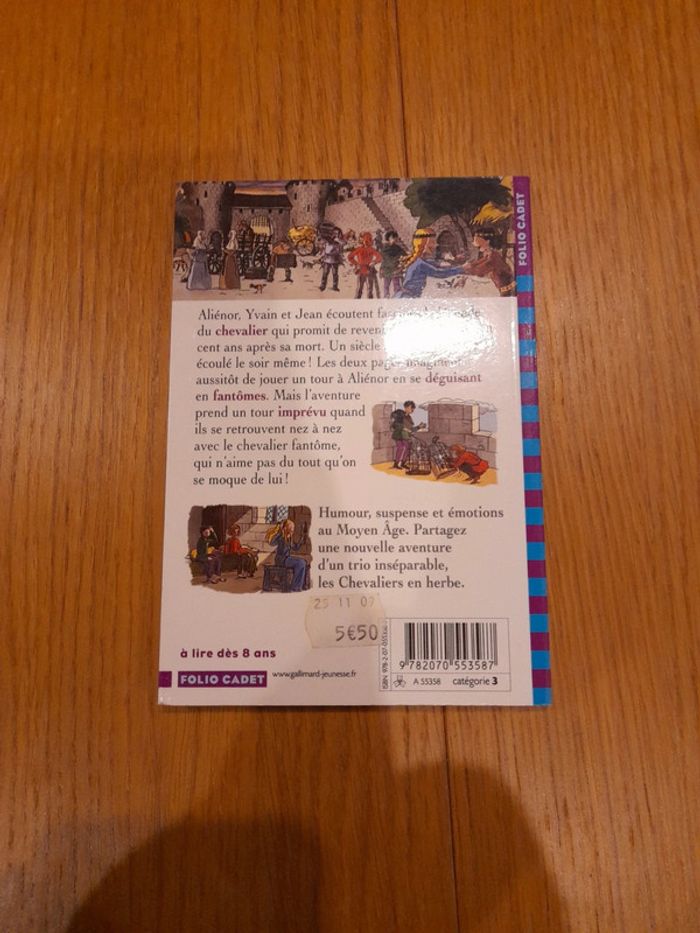 FOLIO CADET
Aliénor, Yvain et Jean écoutent
du chevalier qui promit de
cent ans après sa mort. Un siècle
écoulé le soir même ! Les deux pages imaginent
aussitôt de jouer un tour à Aliénor en se déguisant
en fantômes. Mais l'aventure
prend un tour imprévu quand
ils se retrouvent nez à nez
avec le chevalier fantôme,
qui n'aime pas du tout qu'on
se moque de lui !
Humour, suspense et émotions
au Moyen Âge. Partagez
une nouvelle aventure
d'un trio inséparable,
les Chevaliers en herbe.
25 11 09
5€50
à lire dès 8 ans
FOLIO CADET
www.gallimard-jeunesse.fr
9 782070 553587
A 55358 catégorie 3